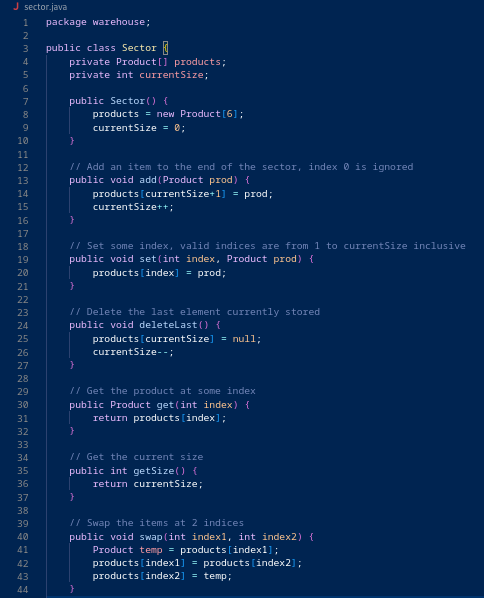 sector.java
1 package warehouse;
2
3 public class Sector {
4     private Product[] products;
5     private int currentSize;
6
7     public Sector() {
8         products = new Product[6];
9         currentSize = 0;
10     }
11
12     // Add an item to the end of the sector, index 0 is ignored
13     public void add(Product prod) {
14         products[currentSize+1] = prod;
15         currentSize++;
16     }
17
18     // Set some index, valid indices are from 1 to currentSize inclusive
19     public void set(int index, Product prod) {
20         products[index] = prod;
21     }
22
23     // Delete the last element currently stored
24     public void deleteLast() {
25         products[currentSize] = null;
26         currentSize--;
27     }
28
29     // Get the product at some index
30     public Product get(int index) {
31         return products[index];
32     }
33
34     // Get the current size
35     public int getSize() {
36         return currentSize;
37     }
38
39     // Swap the items at 2 indices
40     public void swap(int index1, int index2) {
41         Product temp = products[index1];
42         products[index1] = products[index2];
43         products[index2] = temp;
44     }